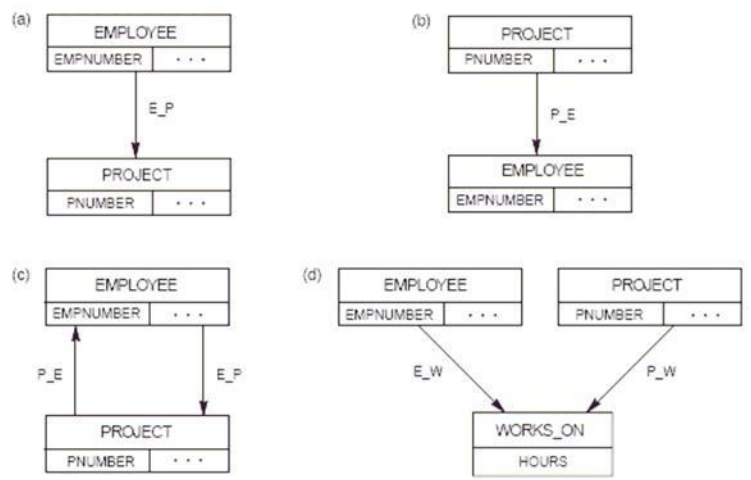 (a)
EMPLOYEE
EMPNUMBER . . .
E_P
PROJECT
PNUMBER . . .
(b)
PROJECT
PNUMBER . . .
P_E
EMPLOYEE
EMPNUMBER . . .
(c)
EMPLOYEE
EMPNUMBER . . .
P_E E_P
PROJECT
PNUMBER . . .
(d)
EMPLOYEE PROJECT
EMPNUMBER . . . PNUMBER . . .
E_W P_W
WORKS_ON
HOURS